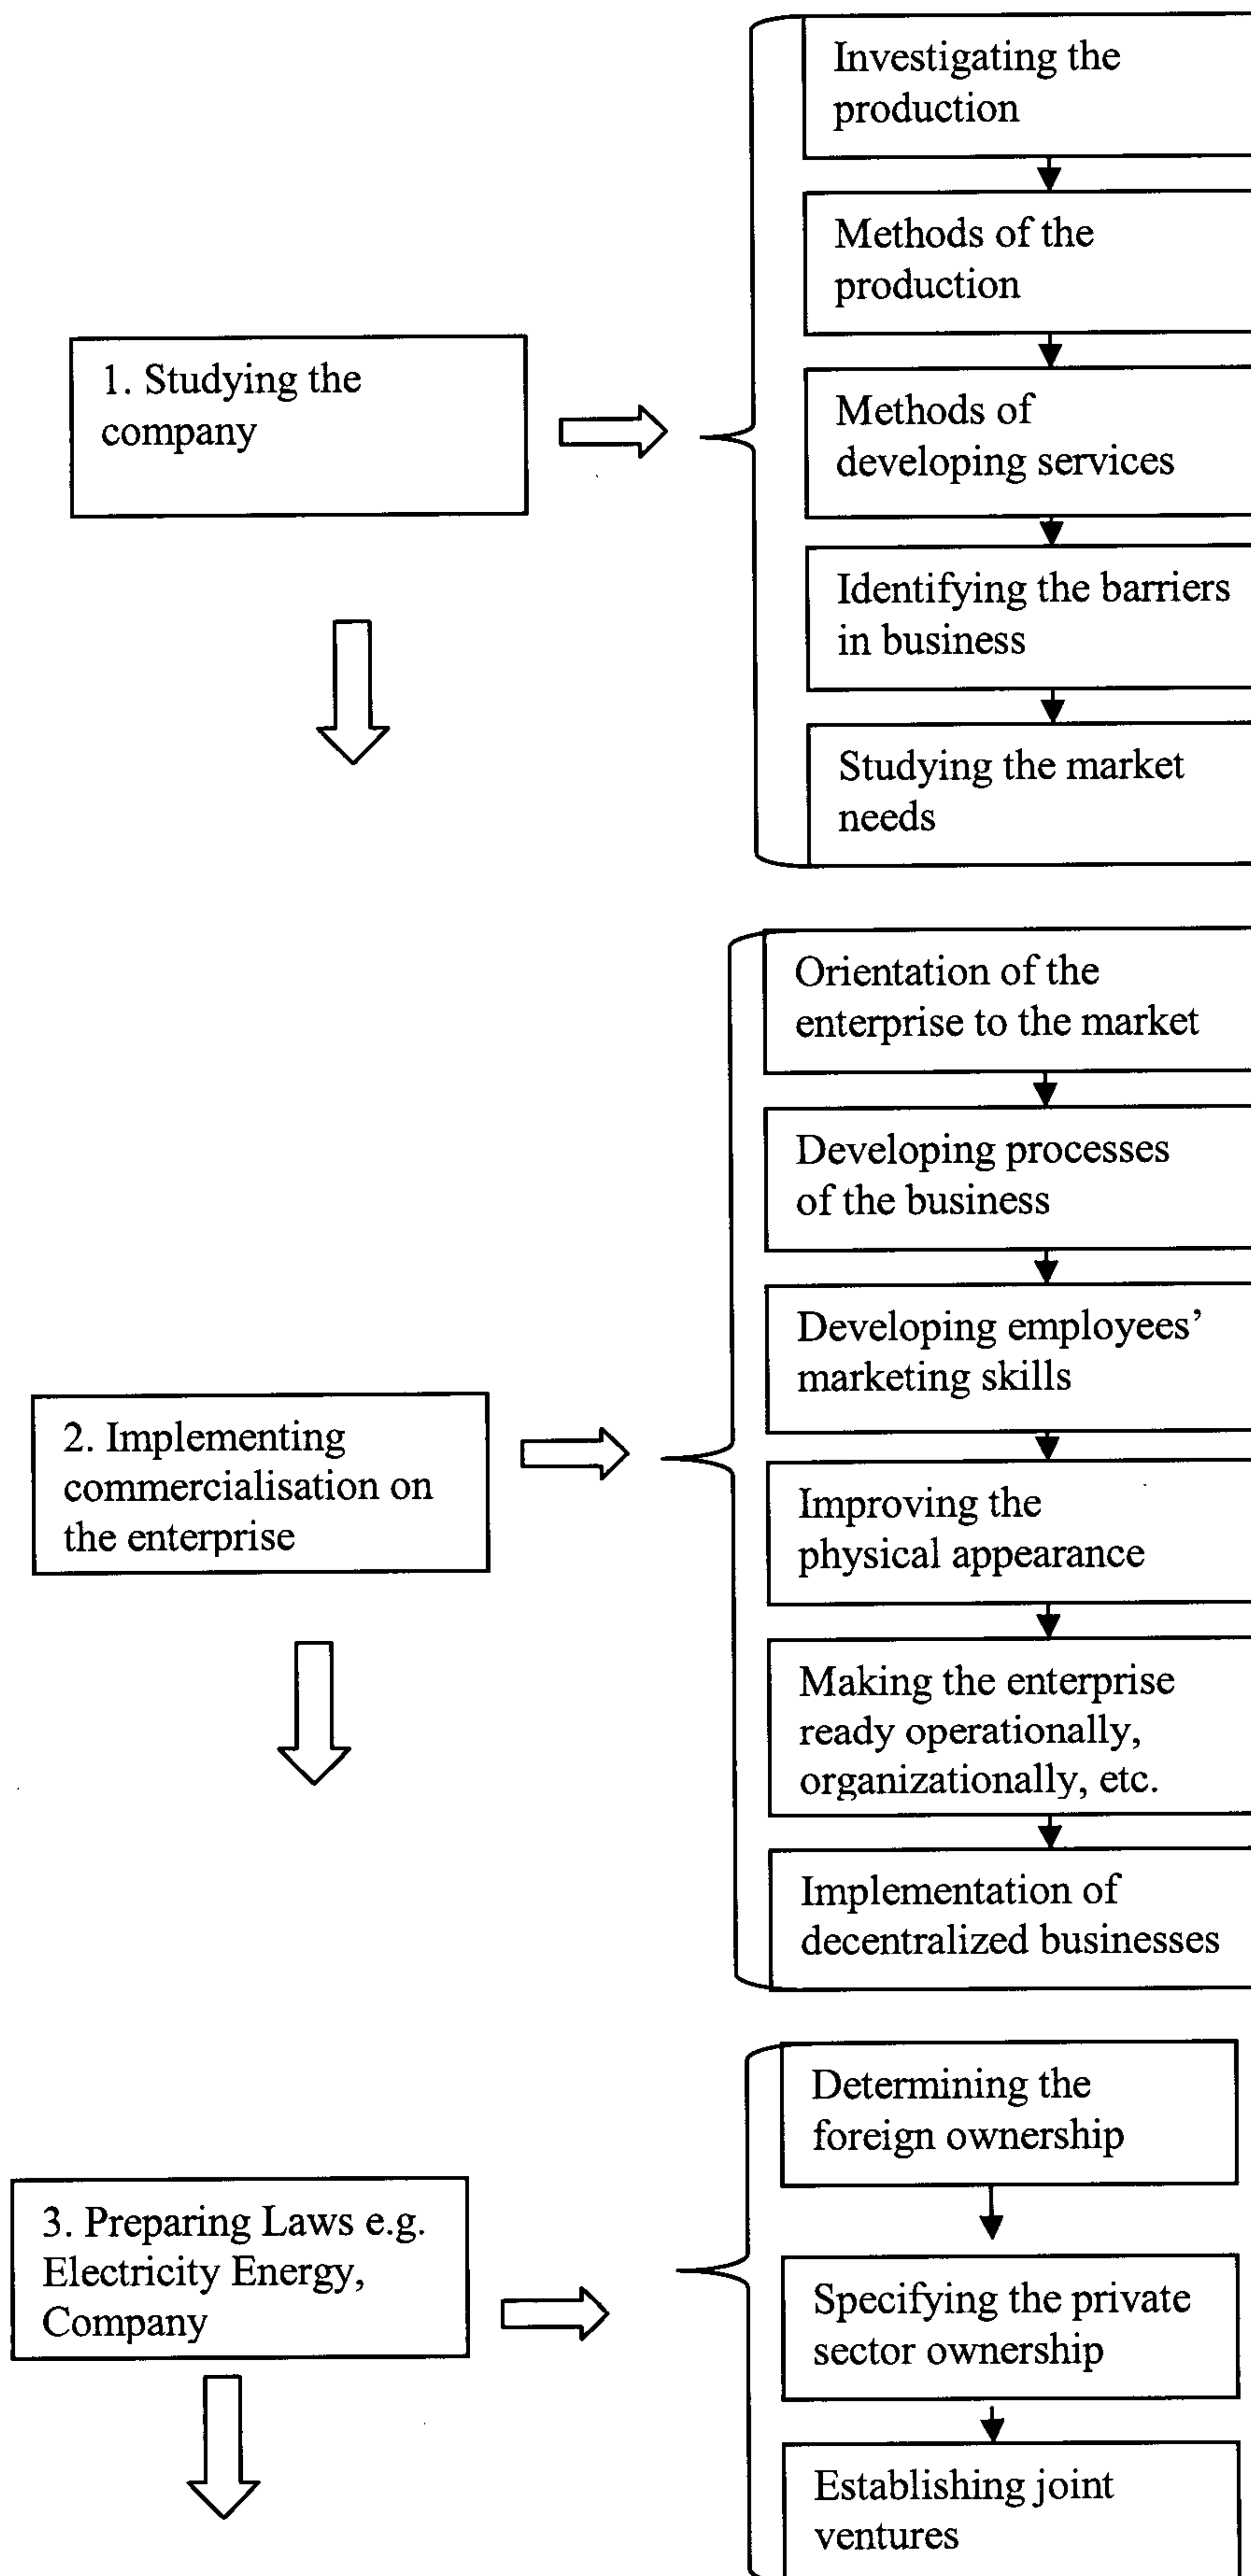 1. Studying the
company
Investigating the
production
Methods of the
production
Methods of
developing services
Identifying the barriers
in business
Studying the market
needs
2. Implementing
commercialisation on
the enterprise
Orientation of the
enterprise to the market
Developing processes
of the business
Developing employees’
marketing skills
Improving the
physical appearance
Making the enterprise
ready operationally,
organizationally, etc.
Implementation of
decentralized businesses
3. Preparing Laws e.g.
Electricity Energy,
Company
Determining the
foreign ownership
Specifying the private
sector ownership
Establishing joint
ventures